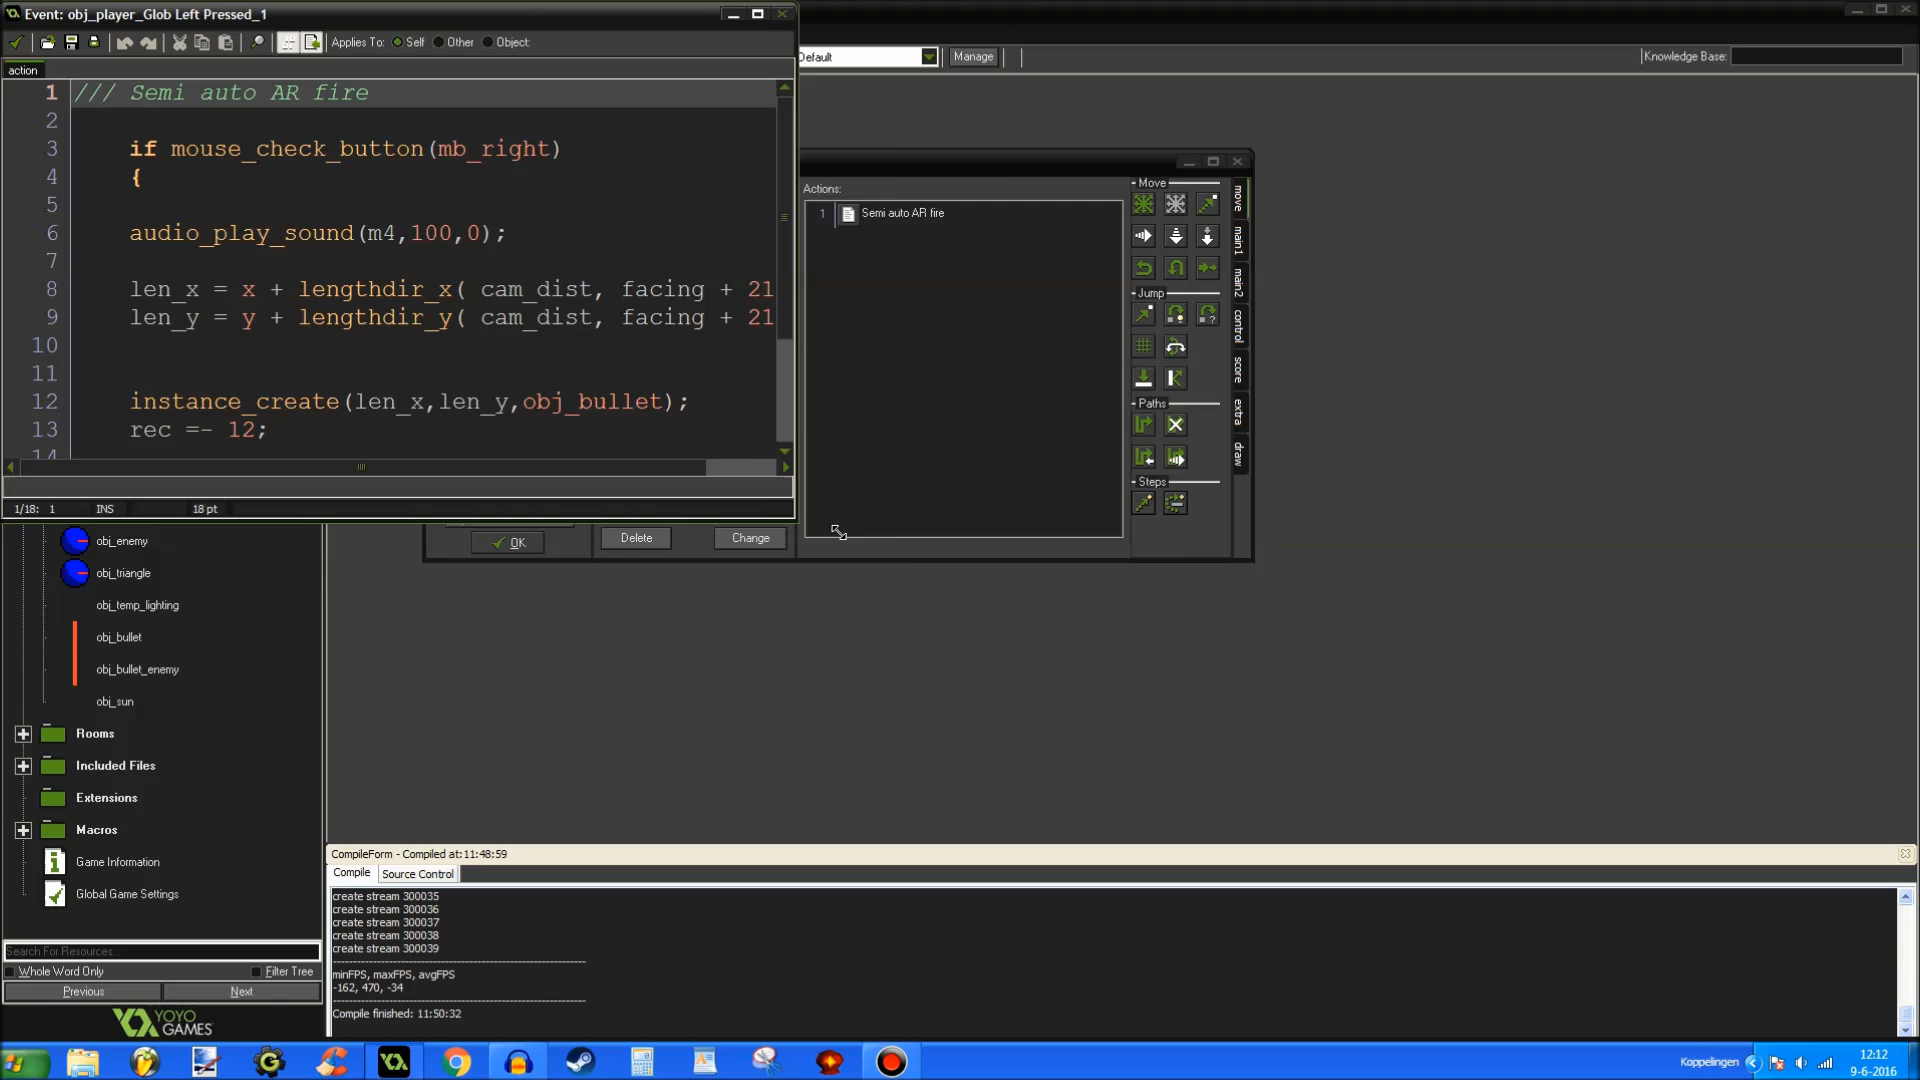 Event: obj_player_Glob Left Pressed_1
Applies To: Self Other Object:
Default Manage Knowledge Base:
action
1 /// Semi auto AR fire
2
3 if mouse_check_button(mb_right)
4 {
5
6 audio_play_sound(m4,100,0);
7
8 len_x = x + lengthdir_x( cam_dist, facing + 21
9 len_y = y + lengthdir_y( cam_dist, facing + 21
10
11
12 instance_create(len_x,len_y,obj_bullet);
13 rec =- 12;
14
1/18: 1 INS 18 pt
Actions:
1 Semi auto AR fire
Move
Jump
Paths
Steps
move
main1
main2
control
score
extra
draw
OK Delete Change
obj_enemy
obj_triangle
obj_temp_lighting
obj_bullet
obj_bullet_enemy
obj_sun
Rooms
Included Files
Extensions
Macros
Game Information
Global Game Settings
Search For Resources...
Whole Word Only Filter Tree
Previous Next
YOYO
GAMES
CompileForm - Compiled at:11:48:59
Compile Source Control
create stream 300035
create stream 300036
create stream 300037
create stream 300038
create stream 300039
minFPS, maxFPS, avgFPS
-162, 470, -34
Compile finished: 11:50:32
Koppelingen
12:12
9-6-2016